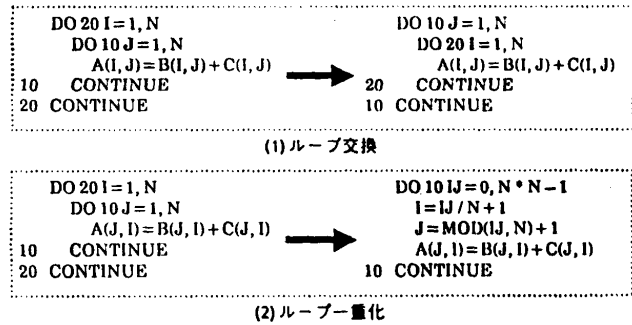 DO 20 I=1, N
DO 10 J=1, N
A(I, J)=B(I, J)+C(I, J)
10 CONTINUE
20 CONTINUE
DO 10 J=1, N
DO 20 I=1, N
A(I, J)=B(I, J)+C(I, J)
20 CONTINUE
10 CONTINUE
(1) ループ交換
DO 20 I=1, N
DO 10 J=1, N
A(J, I)=B(J, I)+C(J, I)
10 CONTINUE
20 CONTINUE
DO 10 IJ=0, N*N-1
I=IJ/N+1
J=MOD(IJ, N)+1
A(J, I)=B(J, I)+C(J, I)
10 CONTINUE
(2) ループ一重化